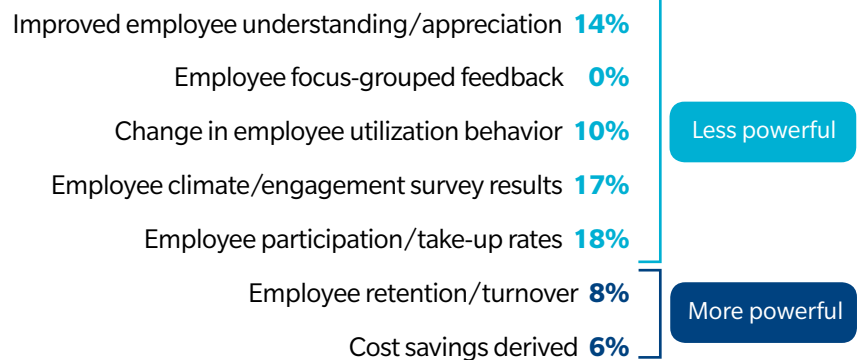 Improved employee understanding/appreciation 14%
Employee focus-grouped feedback 0%
Change in employee utilization behavior 10%
Less powerful
Employee climate/engagement survey results 17%
Employee participation/take-up rates 18%
Employee retention/turnover 8%
More powerful
Cost savings derived 6%